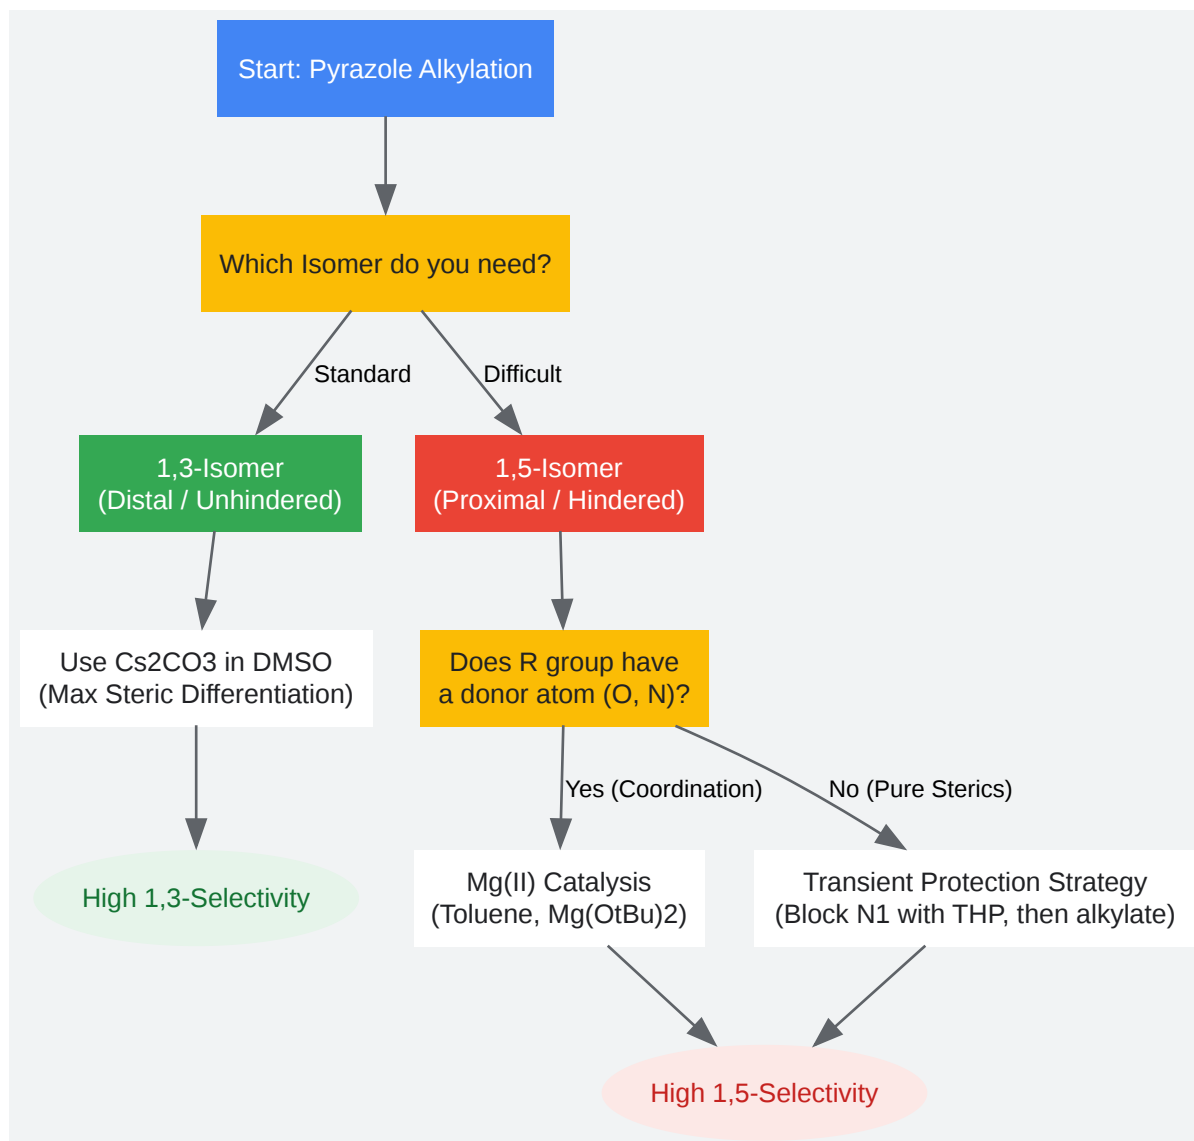 Start: Pyrazole Alkylation
Which Isomer do you need?
Standard
Difficult
1,3-Isomer
(Distal / Unhindered)
1,5-Isomer
(Proximal / Hindered)
Use Cs2CO3 in DMSO
(Max Steric Differentiation)
Does R group have
a donor atom (O, N)?
Yes (Coordination)
No (Pure Sterics)
High 1,3-Selectivity
Mg(II) Catalysis
(Toluene, Mg(OtBu)2)
Transient Protection Strategy
(Block N1 with THP, then alkylate)
High 1,5-Selectivity